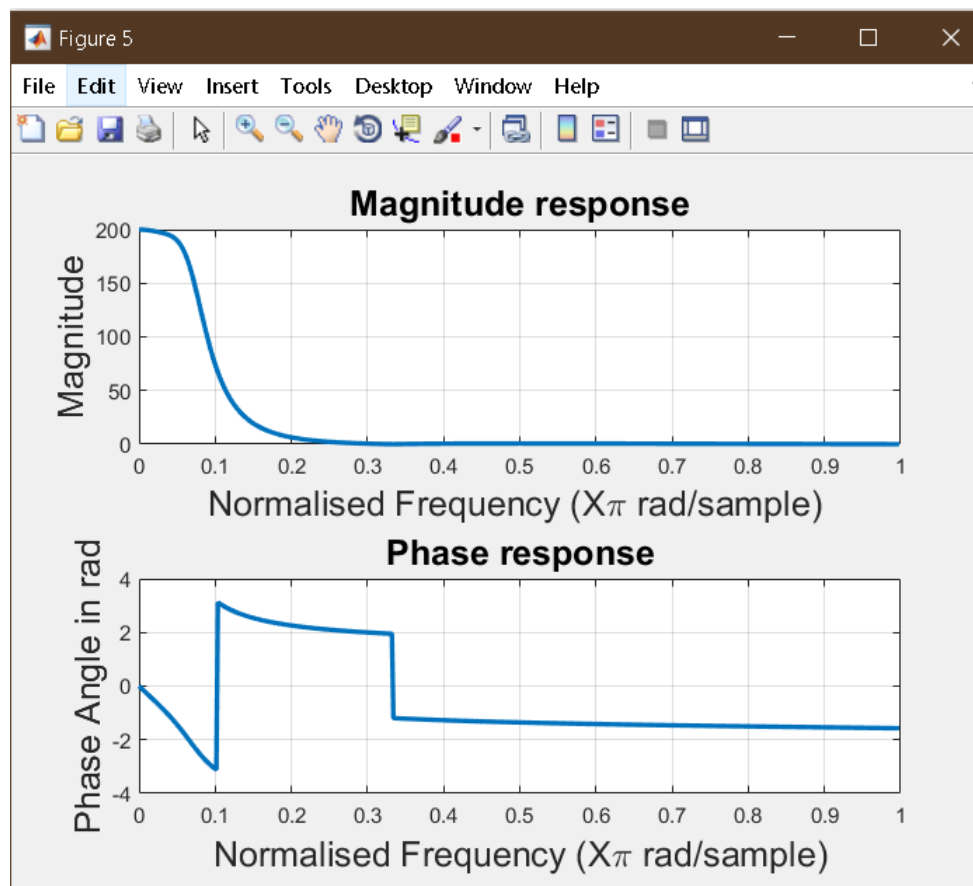 Figure 5
File Edit View Insert Tools Desktop Window Help
Magnitude response
Magnitude
200
150
100
50
0
0 0.1 0.2 0.3 0.4 0.5 0.6 0.7 0.8 0.9 1
Normalised Frequency (Xπ rad/sample)
Phase response
Phase Angle in rad
4
2
0
-2
-4
0 0.1 0.2 0.3 0.4 0.5 0.6 0.7 0.8 0.9 1
Normalised Frequency (Xπ rad/sample)